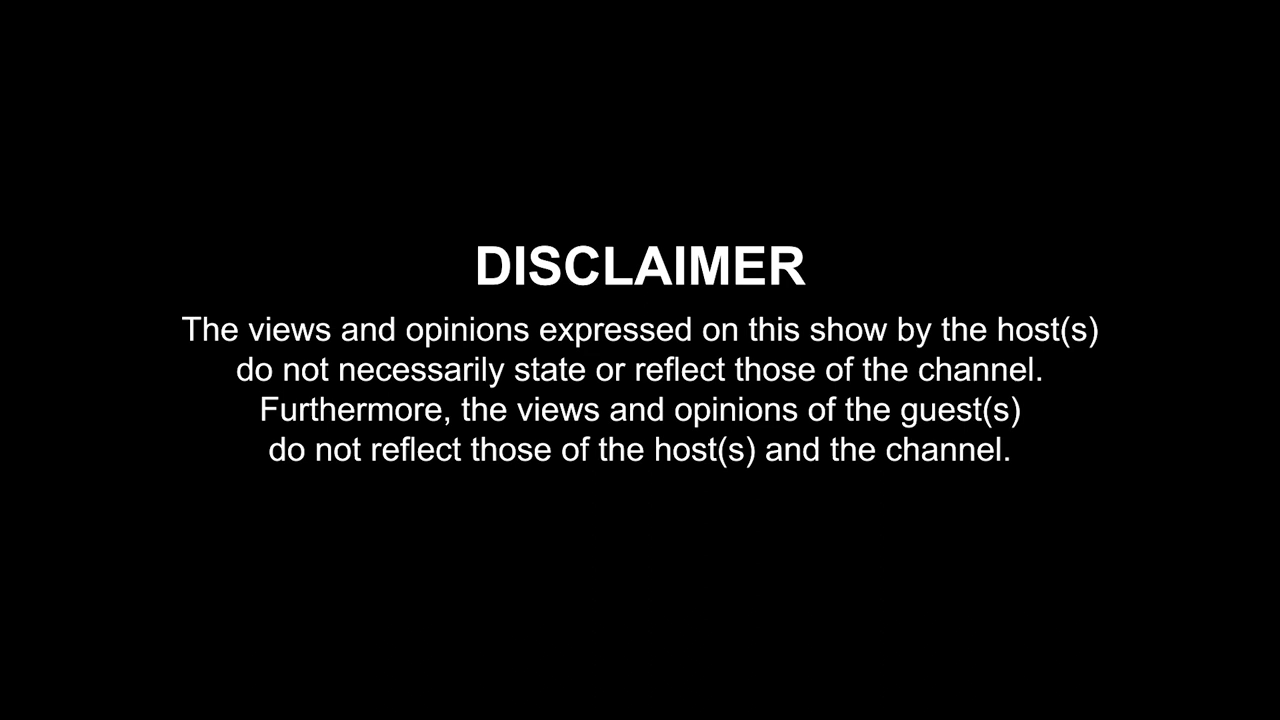 DISCLAIMER
The views and opinions expressed on this show by the host(s)
do not necessarily state or reflect those of the channel.
Furthermore, the views and opinions of the guest(s)
do not reflect those of the host(s) and the channel.